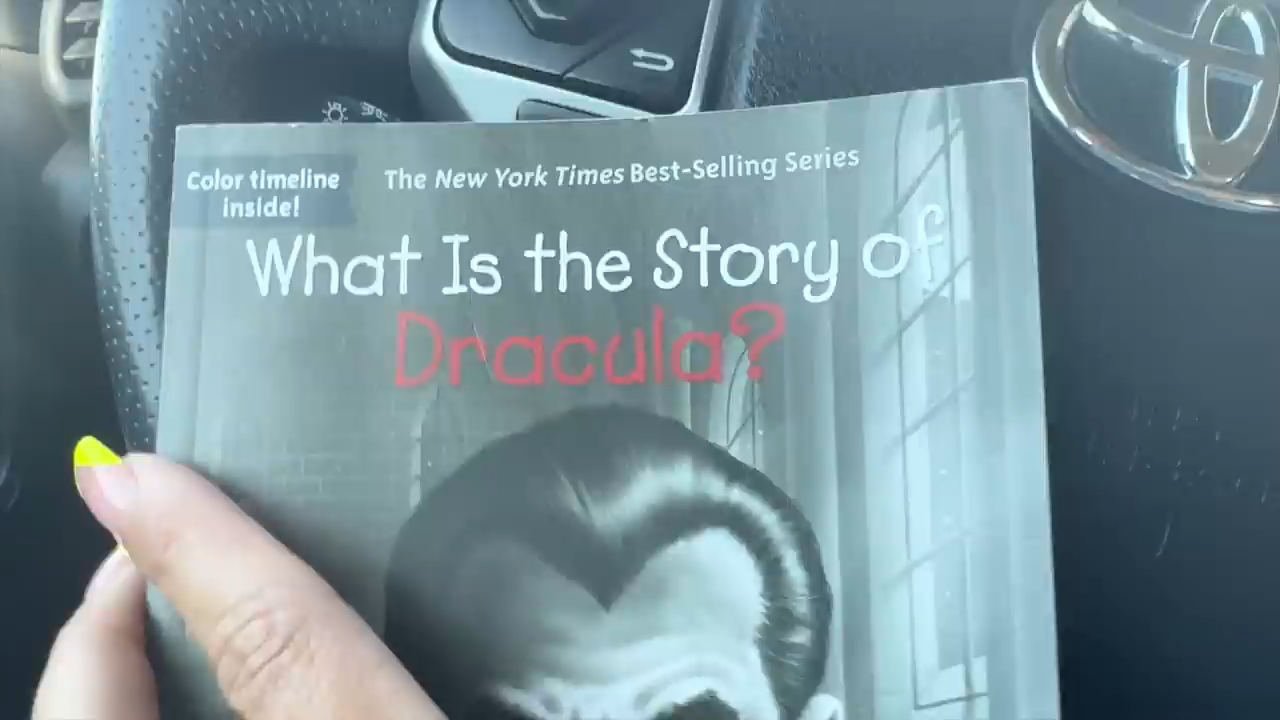 Color timeline
inside!
The New York Times Best-Selling Series
What Is the Story of
Dracula?